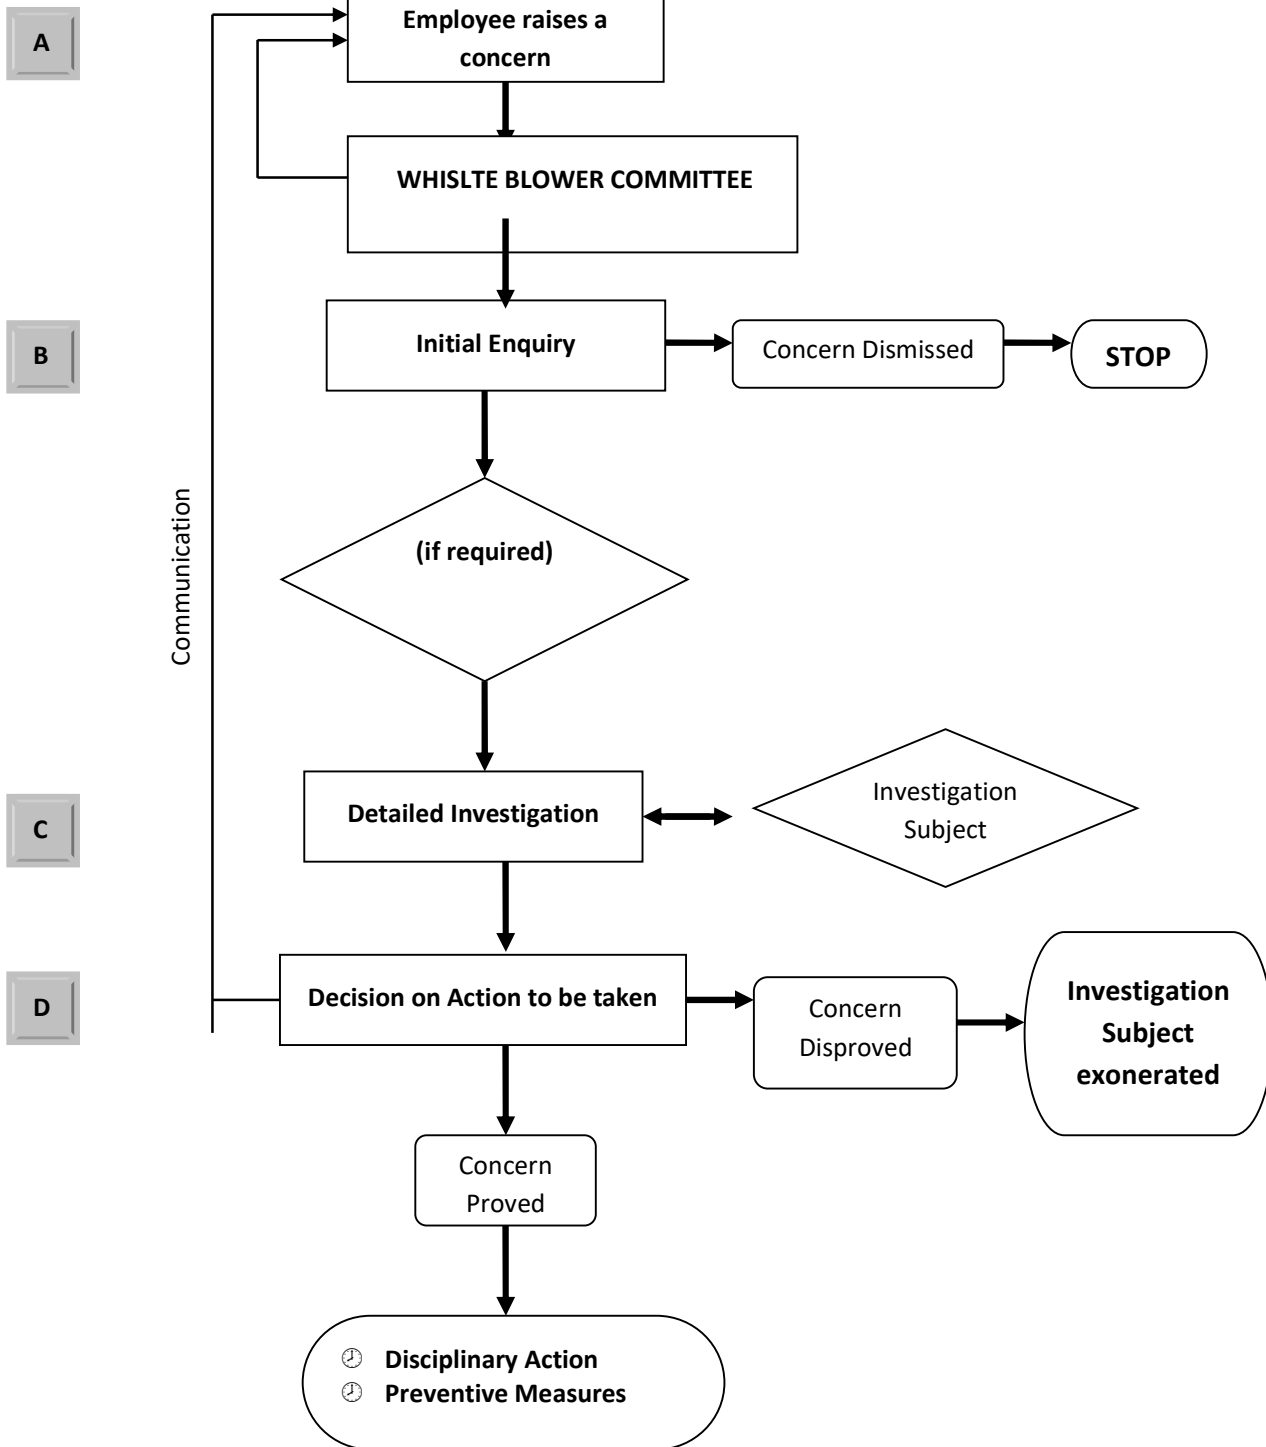 A
Employee raises a
concern
WHISLTE BLOWER COMMITTEE
B
Initial Enquiry
Concern Dismissed
STOP
(if required)
Communication
C
Detailed Investigation
Investigation
Subject
D
Decision on Action to be taken
Concern
Disproved
Investigation
Subject
exonerated
Concern
Proved
Disciplinary Action
Preventive Measures